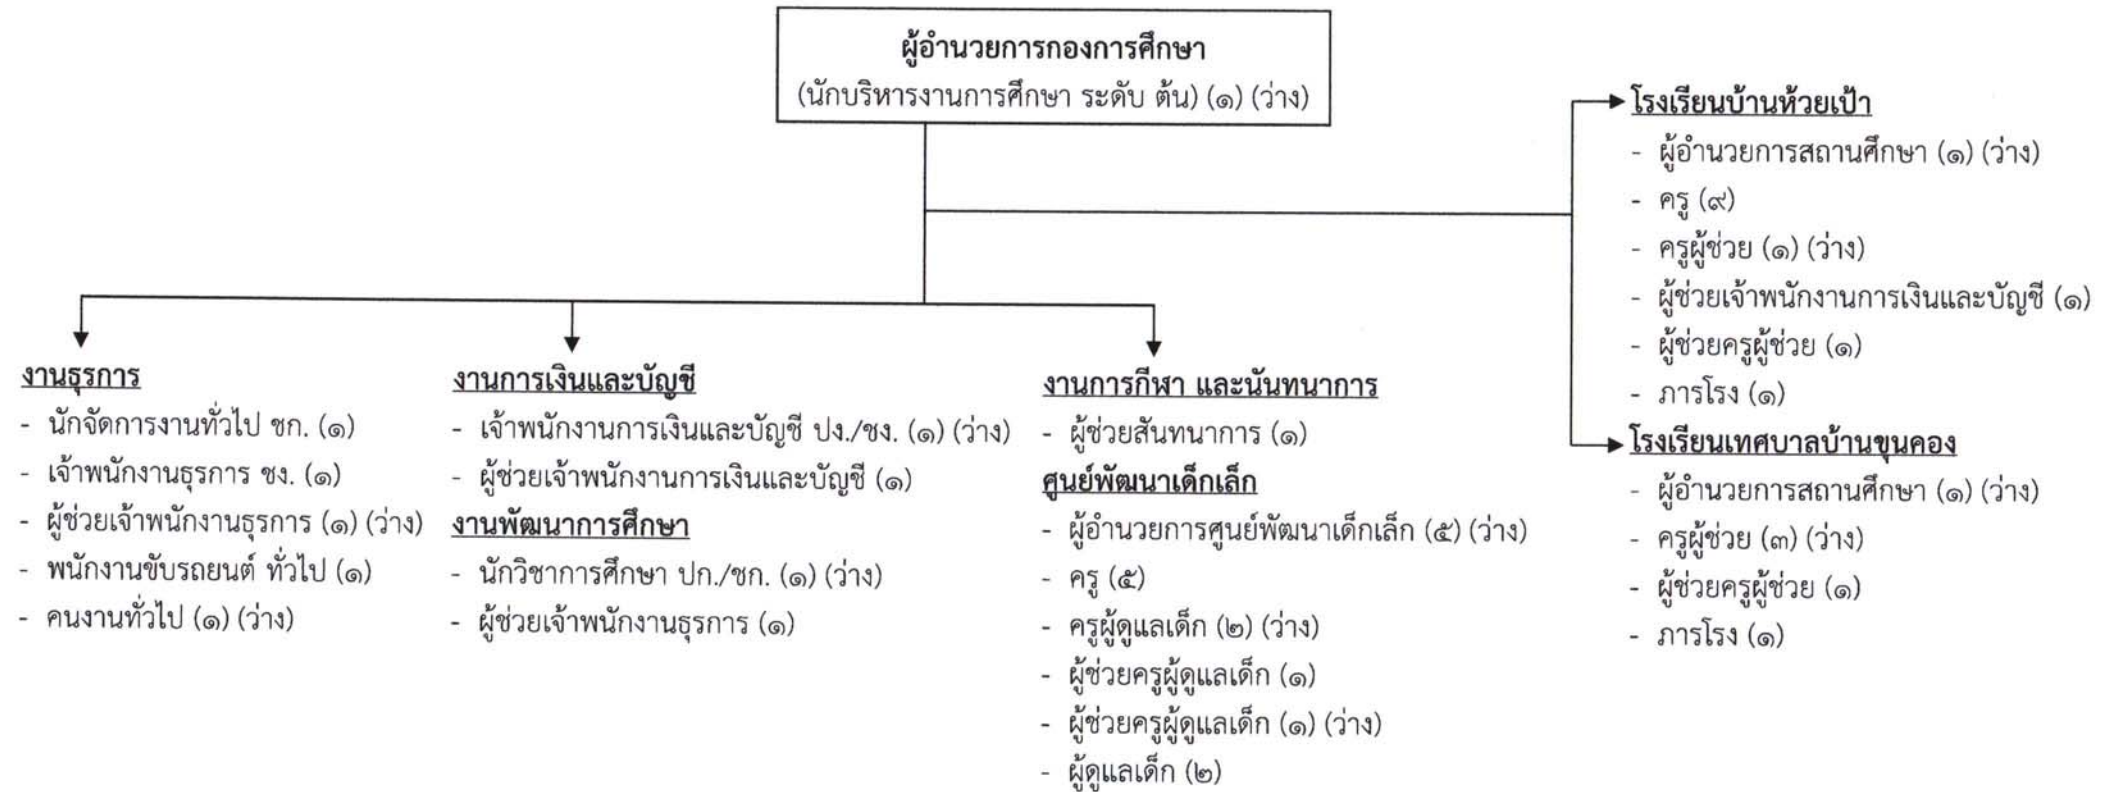 ผู้อำนวยการกองการศึกษา
(นักบริหารงานการศึกษา ระดับ ต้น) (๑) (ว่าง)
งานธุรการ
- นักจัดการงานทั่วไป ชก. (๑)
- เจ้าพนักงานธุรการ ชง. (๑)
- ผู้ช่วยเจ้าพนักงานธุรการ (๑) (ว่าง)
- พนักงานขับรถยนต์ ทั่วไป (๑)
- คนงานทั่วไป (๑) (ว่าง)
งานการเงินและบัญชี
- เจ้าพนักงานการเงินและบัญชี ปง./ชง. (๑) (ว่าง)
- ผู้ช่วยเจ้าพนักงานการเงินและบัญชี (๑)
งานพัฒนาการศึกษา
- นักวิชาการศึกษา ปก./ชก. (๑) (ว่าง)
- ผู้ช่วยเจ้าพนักงานธุรการ (๑)
งานการกีฬา และนันทนาการ
- ผู้ช่วยสันทนาการ (๑)
ศูนย์พัฒนาเด็กเล็ก
- ผู้อำนวยการศูนย์พัฒนาเด็กเล็ก (๕) (ว่าง)
- ครู (๕)
- ครูผู้ดูแลเด็ก (๒) (ว่าง)
- ผู้ช่วยครูผู้ดูแลเด็ก (๑)
- ผู้ช่วยครูผู้ดูแลเด็ก (๑) (ว่าง)
- ผู้ดูแลเด็ก (๒)
โรงเรียนบ้านห้วยเป้า
- ผู้อำนวยการสถานศึกษา (๑) (ว่าง)
- ครู (๙)
- ครูผู้ช่วย (๑) (ว่าง)
- ผู้ช่วยเจ้าพนักงานการเงินและบัญชี (๑)
- ผู้ช่วยครูผู้ช่วย (๑)
- ภารโรง (๑)
โรงเรียนเทศบาลบ้านขุนคอง
- ผู้อำนวยการสถานศึกษา (๑) (ว่าง)
- ครูผู้ช่วย (๓) (ว่าง)
- ผู้ช่วยครูผู้ช่วย (๑)
- ภารโรง (๑)